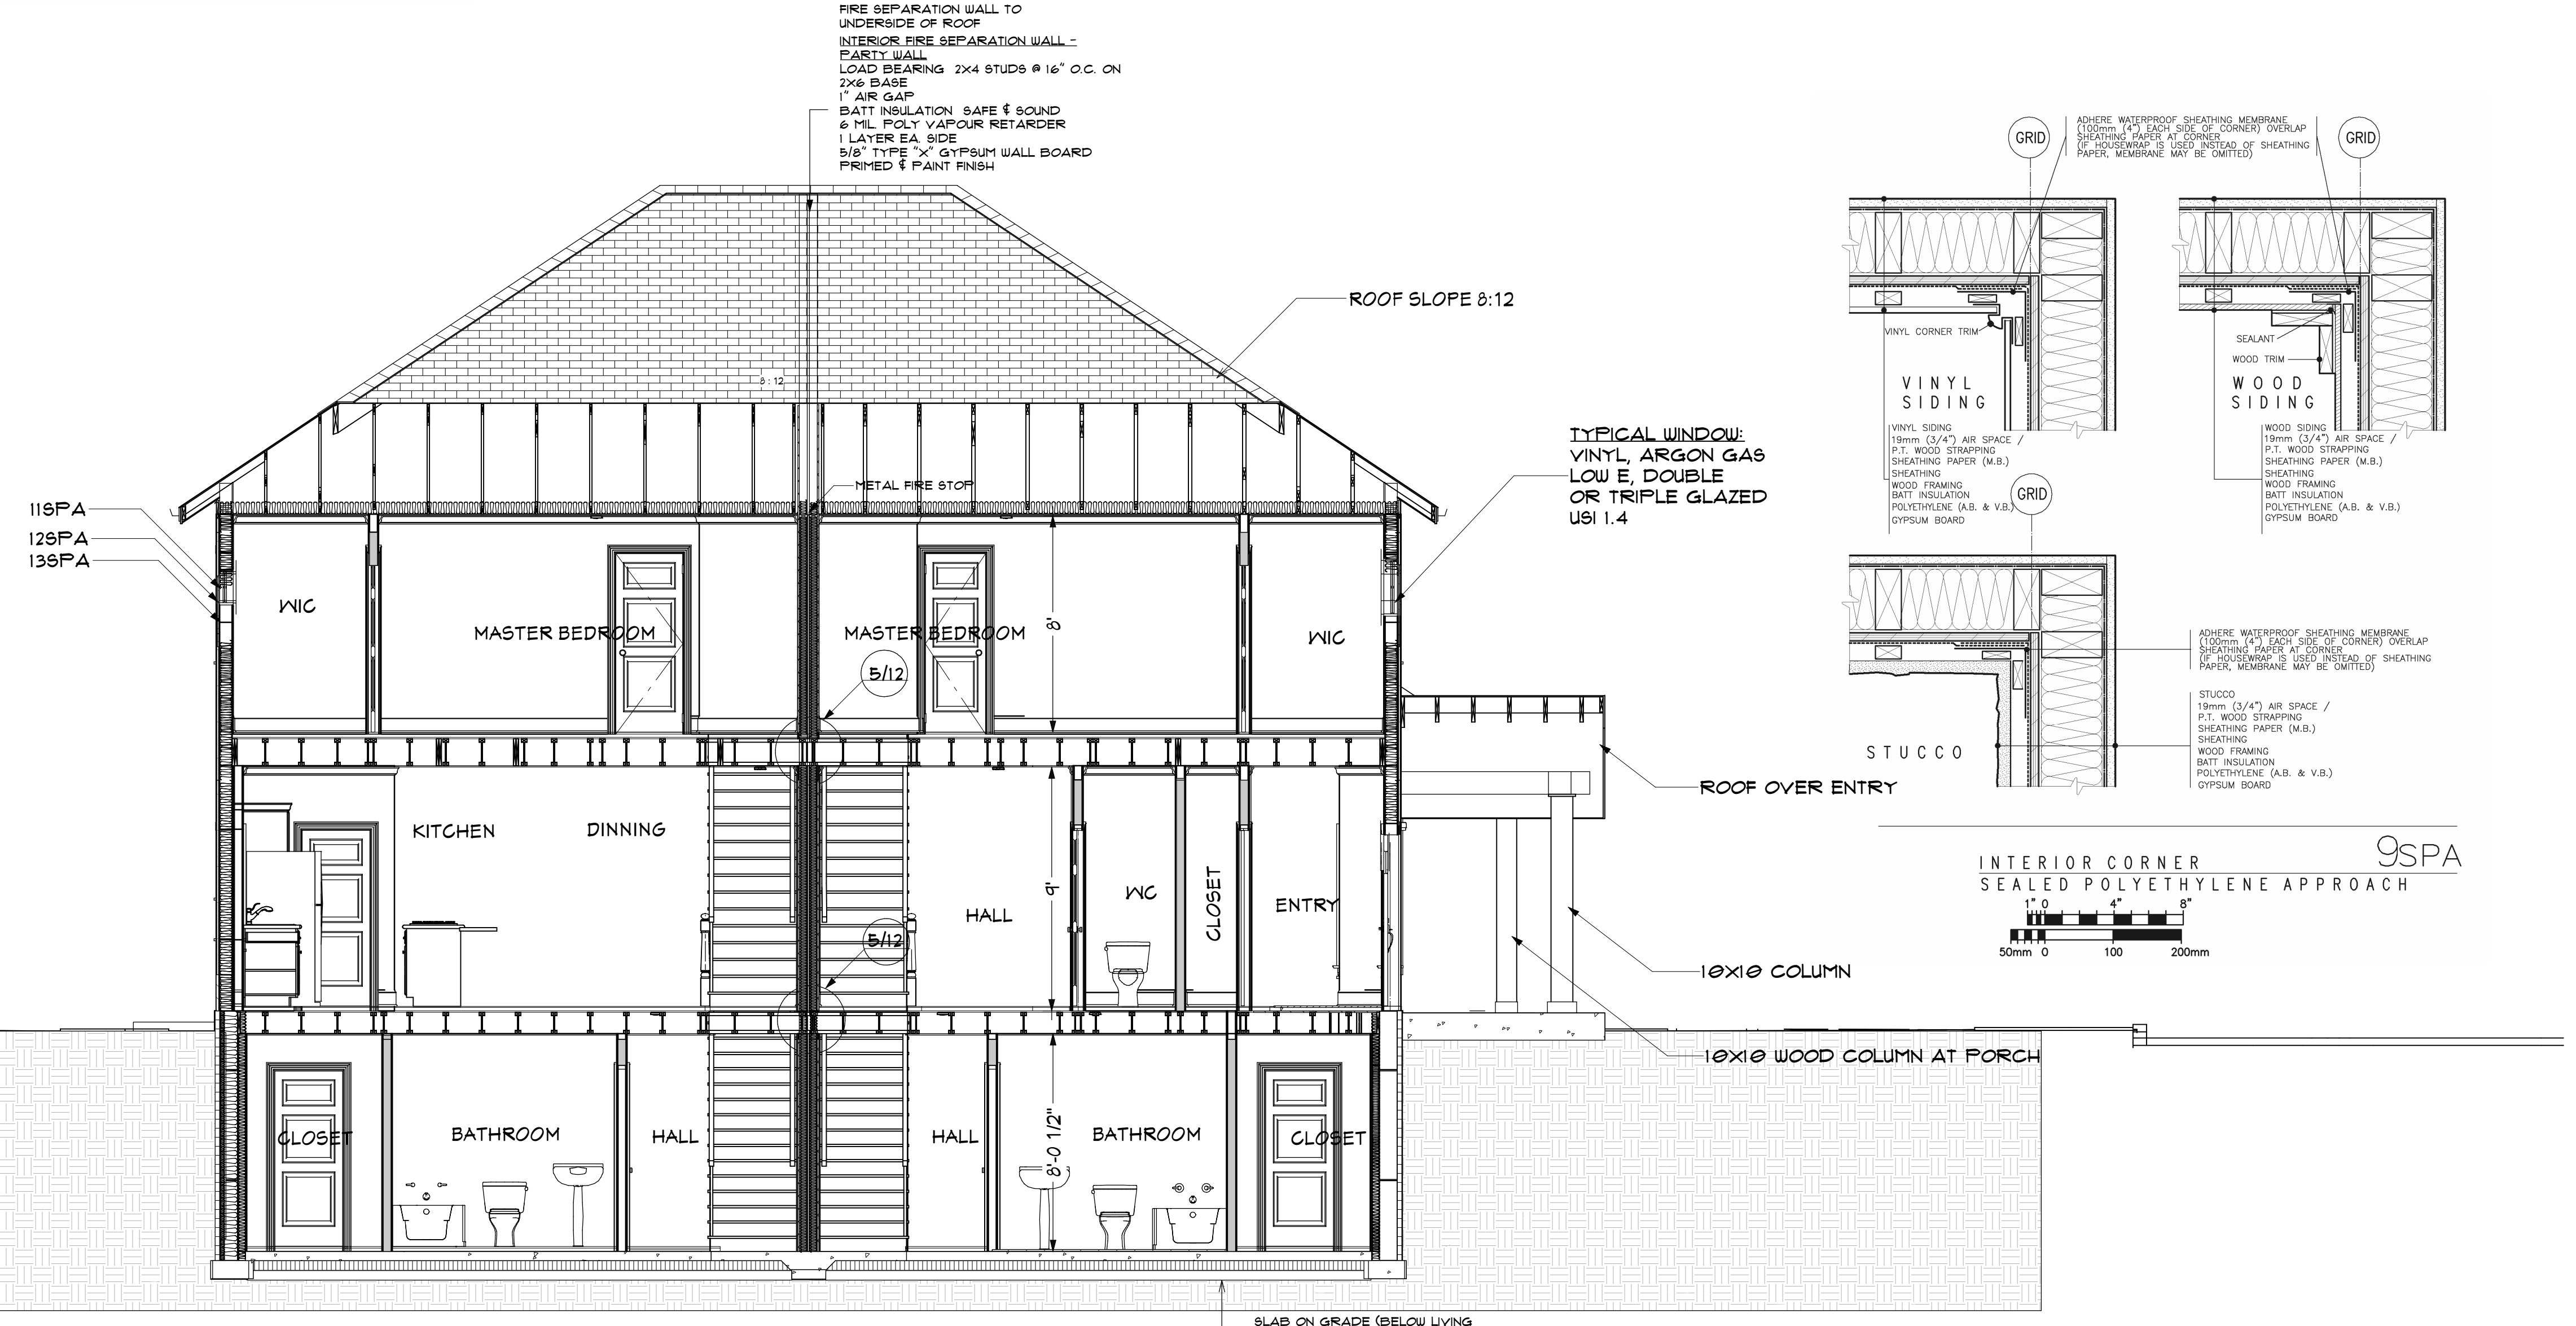 FIRE SEPARATION WALL TO
UNDERSIDE OF ROOF
INTERIOR FIRE SEPARATION WALL -
PARTY WALL
LOAD BEARING 2X4 STUDS @ 16" O.C. ON
2X6 BASE
1" AIR GAP
BATT INSULATION SAFE & SOUND
6 MIL. POLY VAPOUR RETARDER
1 LAYER EA. SIDE
5/8" TYPE "X" GYPSUM WALL BOARD
PRIMED & PAINT FINISH
ROOF SLOPE 8:12
8 : 12
METAL FIRE STOP
TYPICAL WINDOW:
VINYL, ARGON GAS
LOW E, DOUBLE
OR TRIPLE GLAZED
USI 1.4
11SPA
12SPA
13SPA
WIC
MASTER BEDROOM
MASTER BEDROOM
8'
WIC
5/12
ROOF OVER ENTRY
KITCHEN
DINNING
HALL
9'
WC
CLOSET
ENTRY
5/12
10X10 COLUMN
10X10 WOOD COLUMN AT PORCH
CLOSET
BATHROOM
HALL
HALL
8'-0 1/2"
BATHROOM
CLOSET
SLAB ON GRADE (BELOW LIVING
GRID
ADHERE WATERPROOF SHEATHING MEMBRANE
(100mm (4") EACH SIDE OF CORNER) OVERLAP
SHEATHING PAPER AT CORNER
(IF HOUSEWRAP IS USED INSTEAD OF SHEATHING
PAPER, MEMBRANE MAY BE OMITTED)
GRID
VINYL CORNER TRIM
VINYL
SIDING
VINYL SIDING
19mm (3/4") AIR SPACE /
P.T. WOOD STRAPPING
SHEATHING PAPER (M.B.)
SHEATHING
WOOD FRAMING
BATT INSULATION
POLYETHYLENE (A.B. & V.B.)
GYPSUM BOARD
SEALANT
WOOD TRIM
WOOD
SIDING
WOOD SIDING
19mm (3/4") AIR SPACE /
P.T. WOOD STRAPPING
SHEATHING PAPER (M.B.)
SHEATHING
WOOD FRAMING
BATT INSULATION
POLYETHYLENE (A.B. & V.B.)
GYPSUM BOARD
GRID
ADHERE WATERPROOF SHEATHING MEMBRANE
(100mm (4") EACH SIDE OF CORNER) OVERLAP
SHEATHING PAPER AT CORNER
(IF HOUSEWRAP IS USED INSTEAD OF SHEATHING
PAPER, MEMBRANE MAY BE OMITTED)
STUCCO
STUCCO
19mm (3/4") AIR SPACE /
P.T. WOOD STRAPPING
SHEATHING PAPER (M.B.)
SHEATHING
WOOD FRAMING
BATT INSULATION
POLYETHYLENE (A.B. & V.B.)
GYPSUM BOARD
9SPA
INTERIOR CORNER
SEALED POLYETHYLENE APPROACH
1" 0 4" 8"
50mm 0 100 200mm